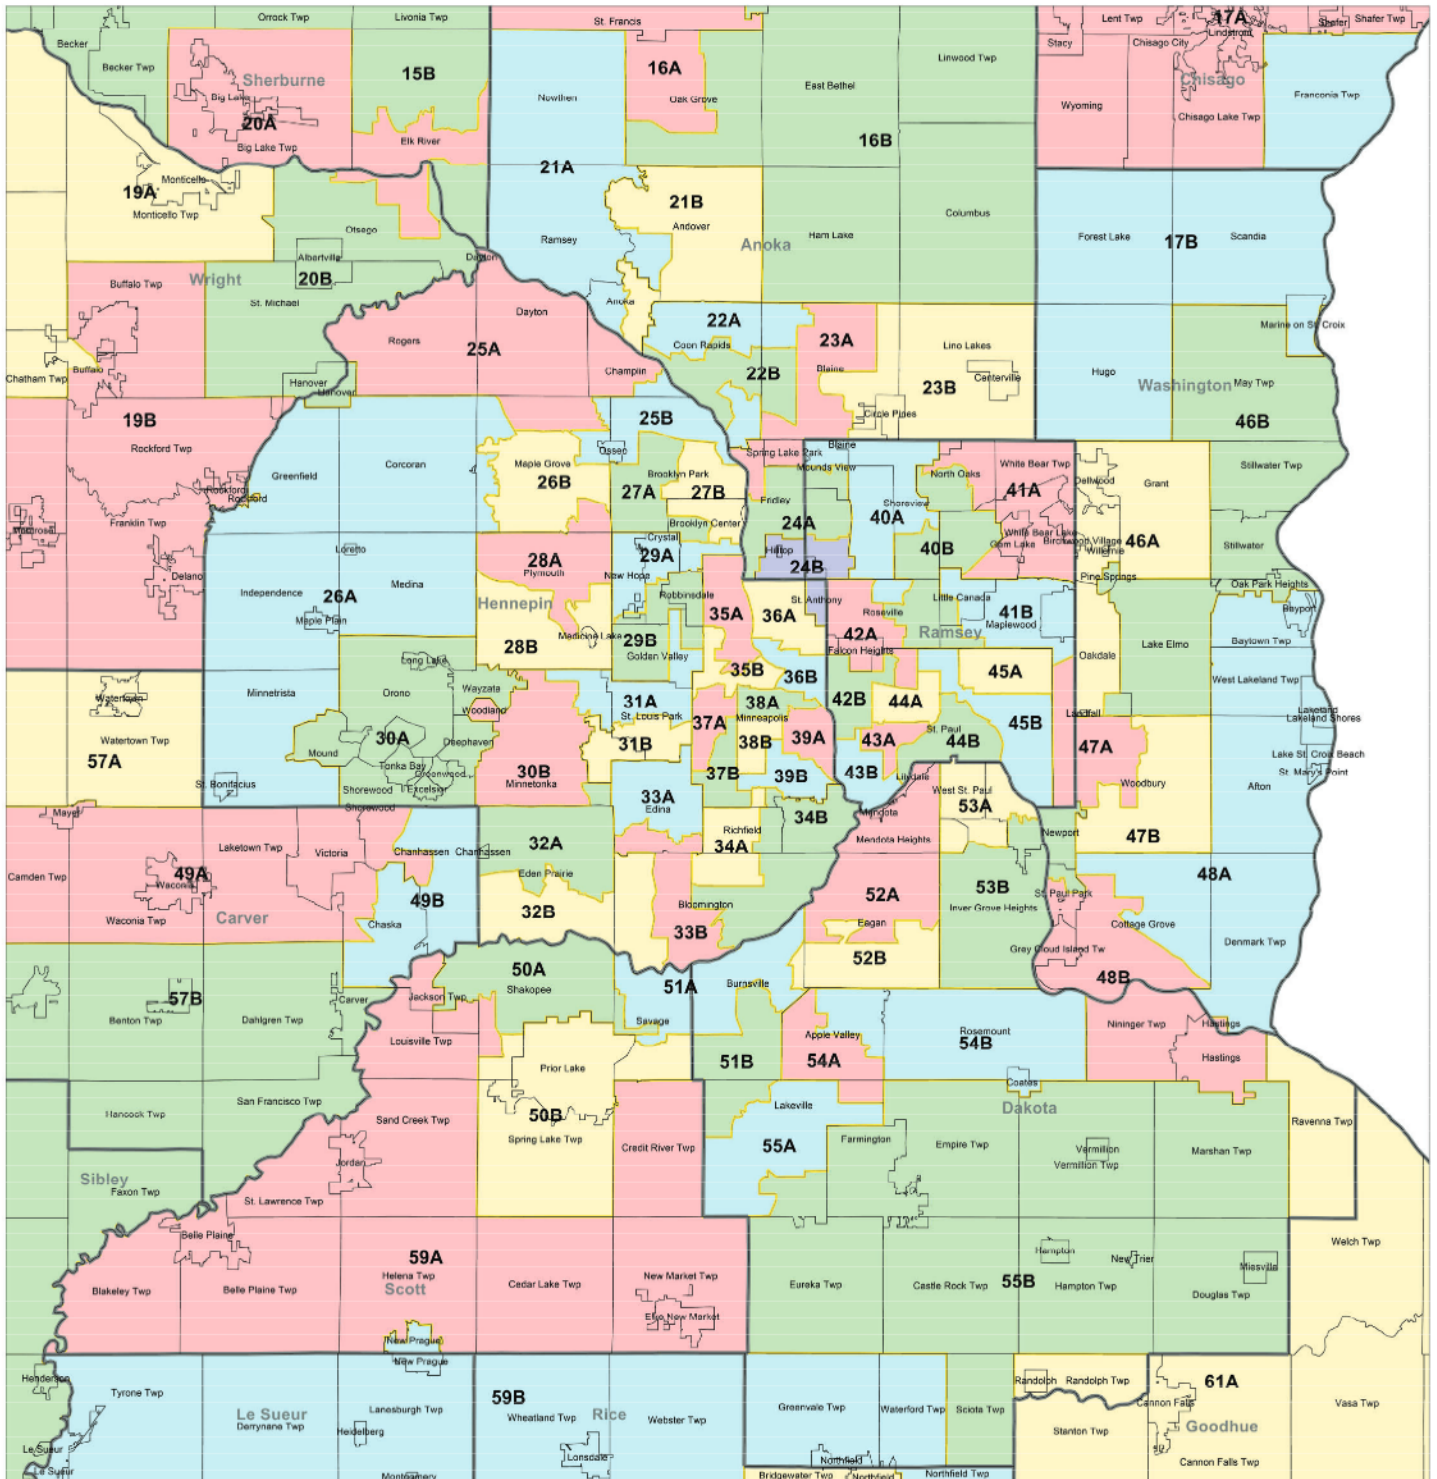 Orrock Twp
Livonia Twp
St. Francis
Lent Twp
17A
Shafer
Shafer Twp
Lindstrom
Becker
Becker Twp
Stacy
Chisago City
Linwood Twp
16A
15B
Sherburne
Chisago
Big Lake
Nowthen
Oak Grove
East Bethel
Wyoming
Franconia Twp
20A
Chisago Lake Twp
Elk River
Big Lake Twp
16B
21A
Monticello
19A
Monticello Twp
21B
Otsego
Andover
Columbus
Ramsey
Ham Lake
Forest Lake
17B
Scandia
Anoka
Albertville
Dayton
Wright
20B
Buffalo Twp
St. Michael
Anoka
Dayton
22A
Marine on St. Croix
Rogers
25A
Coon Rapids
23A
Lino Lakes
Buffalo
Chatham Twp
Champlin
22B
Blaine
Centerville
Hugo
Washington
May Twp
Hanover
Hanover
23B
Circle Pines
19B
25B
46B
Rockford Twp
Osseo
Spring Lake Park
Blaine
Corcoran
Maple Grove
Mounds View
White Bear Twp
Stillwater Twp
Greenfield
26B
Brooklyn Park
North Oaks
Dellwood
Grant
Rockford
Rockford
27A
27B
Fridley
Shoreview
41A
Franklin Twp
Brooklyn Center
24A
40A
White Bear Lake
Montrose
Crystal
Birchwood Village
46A
Gem Lake
Willernie
Stillwater
Loretto
28A
29A
Hilltop
40B
Delano
Plymouth
New Hope
24B
Pine Springs
Medina
Oak Park Heights
Independence
26A
Hennepin
Robbinsdale
St. Anthony
Little Canada
Bayport
35A
36A
Roseville
41B
Maple Plain
Maplewood
Medicine Lake
29B
42A
Ramsey
Baytown Twp
28B
Golden Valley
Falcon Heights
Lake Elmo
Long Lake
Oakdale
35B
45A
Minnetrista
Orono
Wayzata
36B
West Lakeland Twp
Watertown
31A
42B
Woodland
38A
44A
Lakeland
St. Louis Park
37A
Minneapolis
45B
Landfall
Lakeland Shores
Watertown Twp
30A
Deephaven
31B
38B
39A
43A
St. Paul
44B
47A
57A
Mound
Lake St. Croix Beach
Tonka Bay
30B
37B
39B
43B
St. Mary's Point
Greenwood
Lilydale
St. Bonifacius
Shorewood
Excelsior
Minnetonka
West St. Paul
Woodbury
Afton
33A
53A
Shorewood
Edina
Mayer
34B
Mendota
Richfield
Newport
47B
Laketown Twp
32A
34A
Mendota Heights
Victoria
Chanhassen
Chanhassen
49A
Eden Prairie
48A
Camden Twp
Waconia
53B
St. Paul Park
52A
49B
Bloomington
Inver Grove Heights
Waconia Twp
Carver
32B
Chaska
Eagan
Cottage Grove
33B
Denmark Twp
Grey Cloud Island Tw
52B
50A
48B
51A
Burnsville
57B
Carver
Jackson Twp
Shakopee
Benton Twp
Dahlgren Twp
Savage
Nininger Twp
Hastings
Rosemount
Apple Valley
54B
Louisville Twp
Hastings
51B
54A
Prior Lake
Coates
San Francisco Twp
Lakeville
Dakota
Hancock Twp
50B
Sand Creek Twp
Ravenna Twp
Spring Lake Twp
Farmington
Empire Twp
Credit River Twp
55A
Vermillion
Marshan Twp
Jordan
Vermillion Twp
Sibley
Faxon Twp
St. Lawrence Twp
Belle Plaine
Welch Twp
59A
Hampton
New Trier
Miesville
Helena Twp
New Market Twp
55B
Blakeley Twp
Belle Plaine Twp
Scott
Cedar Lake Twp
Eureka Twp
Castle Rock Twp
Hampton Twp
Douglas Twp
Elko New Market
New Prague
New Prague
Henderson
Randolph
Randolph Twp
61A
Tyrone Twp
59B
Cannon Falls
Vasa Twp
Lanesburgh Twp
Greenvale Twp
Waterford Twp
Sciota Twp
Le Sueur
Wheatland Twp
Rice
Webster Twp
Derrynane Twp
Heidelberg
Stanton Twp
Goodhue
Le Sueur
Lonsdale
Northfield
Cannon Falls Twp
Le Sueur
Montgomery
Bridgewater Twp
Northfield
Northfield Twp